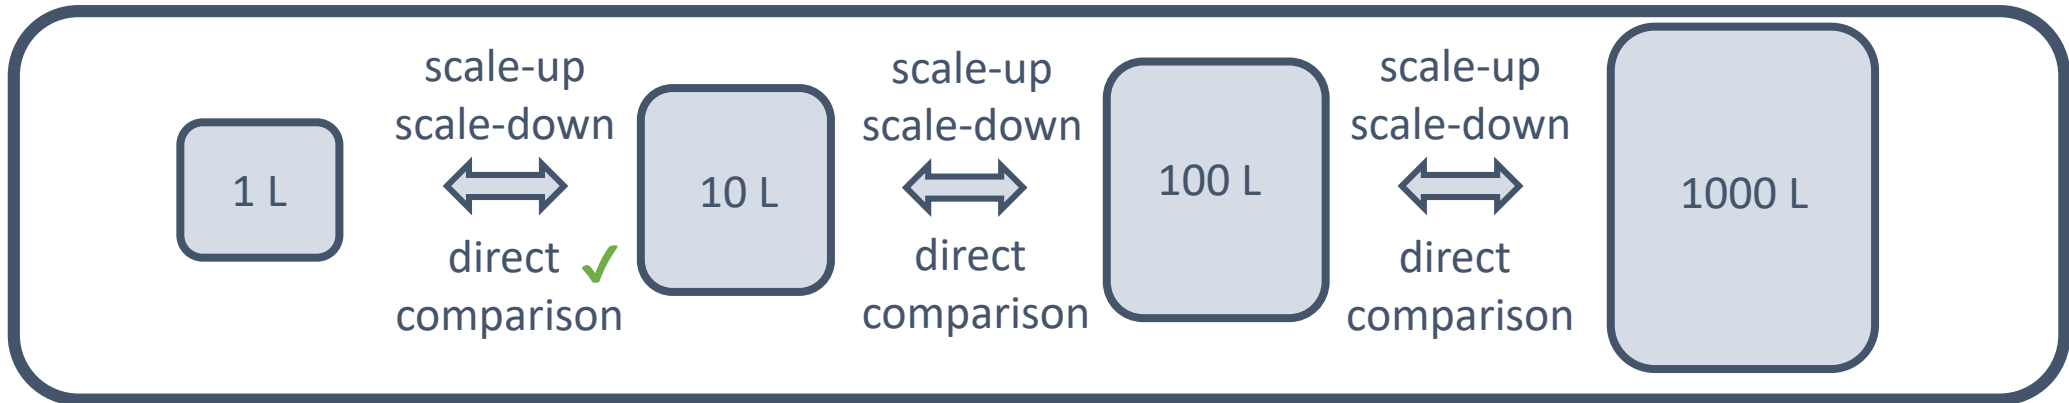 1 L
scale-up
scale-down
direct ✓
comparison
10 L
scale-up
scale-down
direct
comparison
100 L
scale-up
scale-down
direct
comparison
1000 L